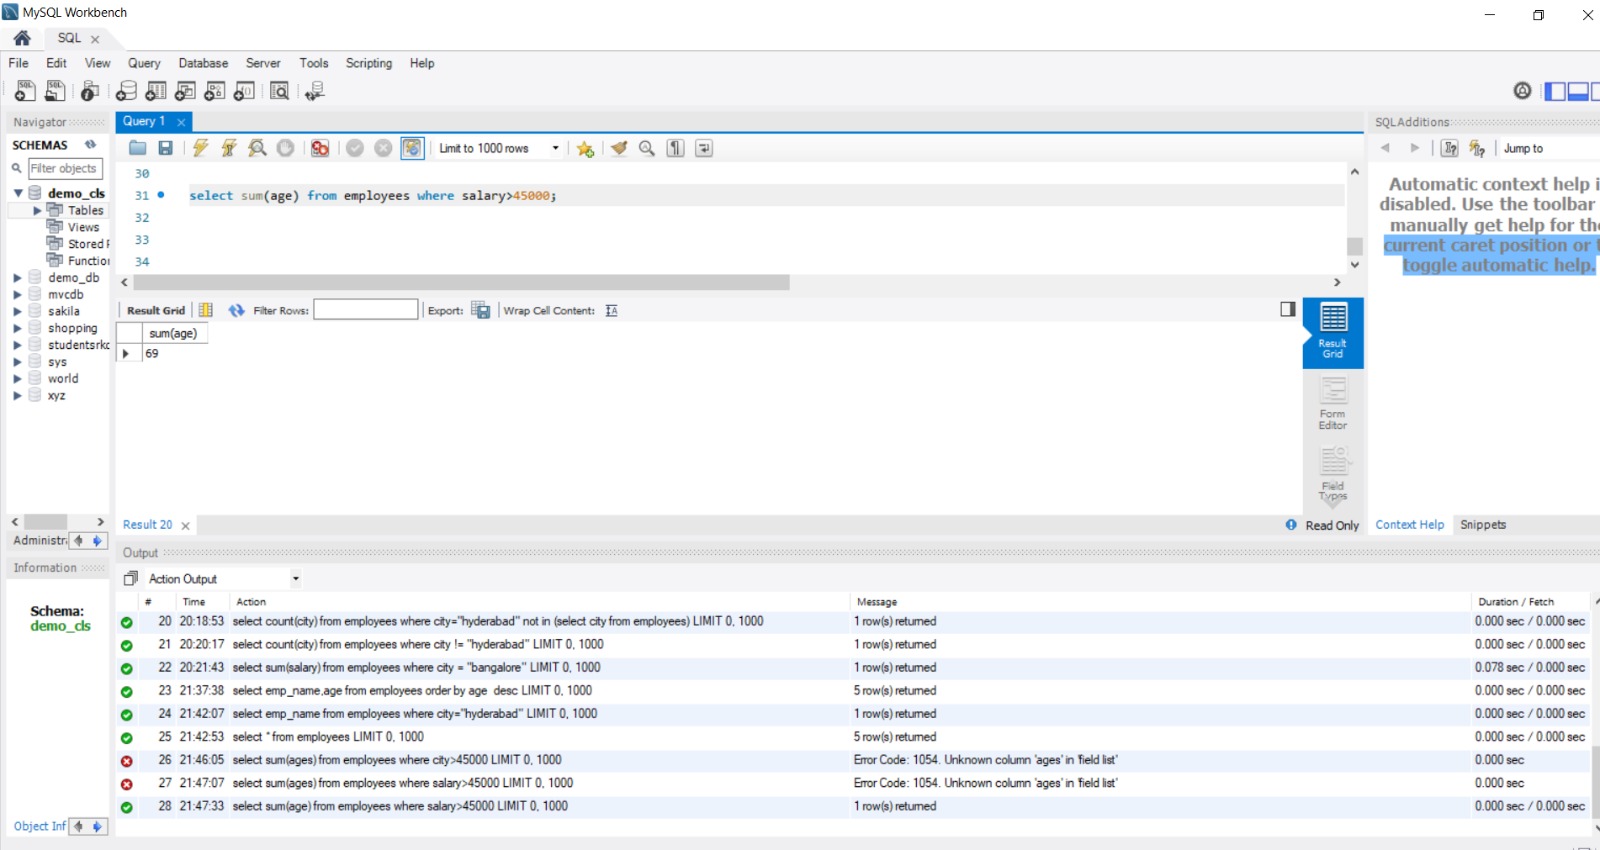 MySQL Workbench
SQL
File Edit View Query Database Server Tools Scripting Help
Navigator
SCHEMAS
Filter objects
demo_cls
Tables
Views
Stored
Function
demo_db
mvcdb
sakila
shopping
studentsrk
sys
world
xyz
Administr
Information
Schema:
demo_cls
Object Inf
Query 1
Limit to 1000 rows
30
31 select sum(age) from employees where salary>45000;
32
33
34
Result Grid Filter Rows: Export: Wrap Cell Content:
sum(age)
69
Result Grid
Form Editor
Field Types
Result 20
Read Only
SQLAdditions
Jump to
Automatic context help i
disabled. Use the toolbar
manually get help for the
current caret position or t
toggle automatic help.
Context Help Snippets
Output
Action Output
# Time Action Message Duration / Fetch
20 20:18:53 select count(city) from employees where city="hyderabad" not in (select city from employees) LIMIT 0, 1000 1 row(s) returned 0.000 sec / 0.000 sec
21 20:20:17 select count(city) from employees where city != "hyderabad" LIMIT 0, 1000 1 row(s) returned 0.000 sec / 0.000 sec
22 20:21:43 select sum(salary) from employees where city = "bangalore" LIMIT 0, 1000 1 row(s) returned 0.078 sec / 0.000 sec
23 21:37:38 select emp_name,age from employees order by age desc LIMIT 0, 1000 5 row(s) returned 0.000 sec / 0.000 sec
24 21:42:07 select emp_name from employees where city="hyderabad" LIMIT 0, 1000 1 row(s) returned 0.000 sec / 0.000 sec
25 21:42:53 select * from employees LIMIT 0, 1000 5 row(s) returned 0.000 sec / 0.000 sec
26 21:46:05 select sum(ages) from employees where city>45000 LIMIT 0, 1000 Error Code: 1054. Unknown column 'ages' in 'field list' 0.000 sec
27 21:47:07 select sum(ages) from employees where salary>45000 LIMIT 0, 1000 Error Code: 1054. Unknown column 'ages' in 'field list' 0.000 sec
28 21:47:33 select sum(age) from employees where salary>45000 LIMIT 0, 1000 1 row(s) returned 0.000 sec / 0.000 sec